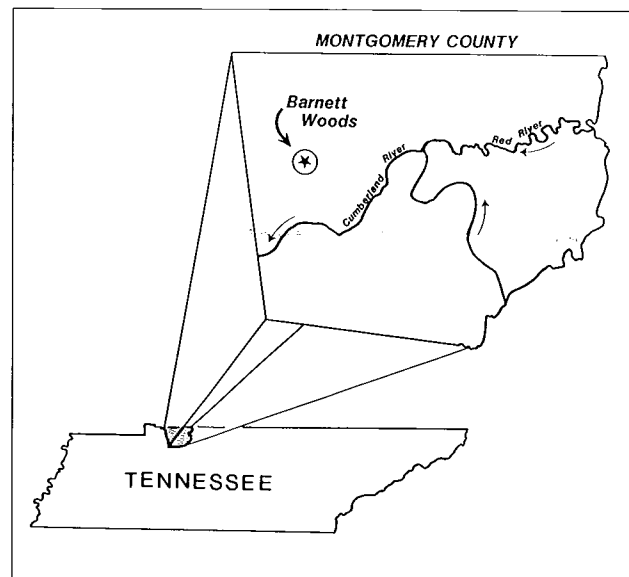 MONTGOMERY COUNTY
Barnett
Woods
Red River
Cumberland River
TENNESSEE